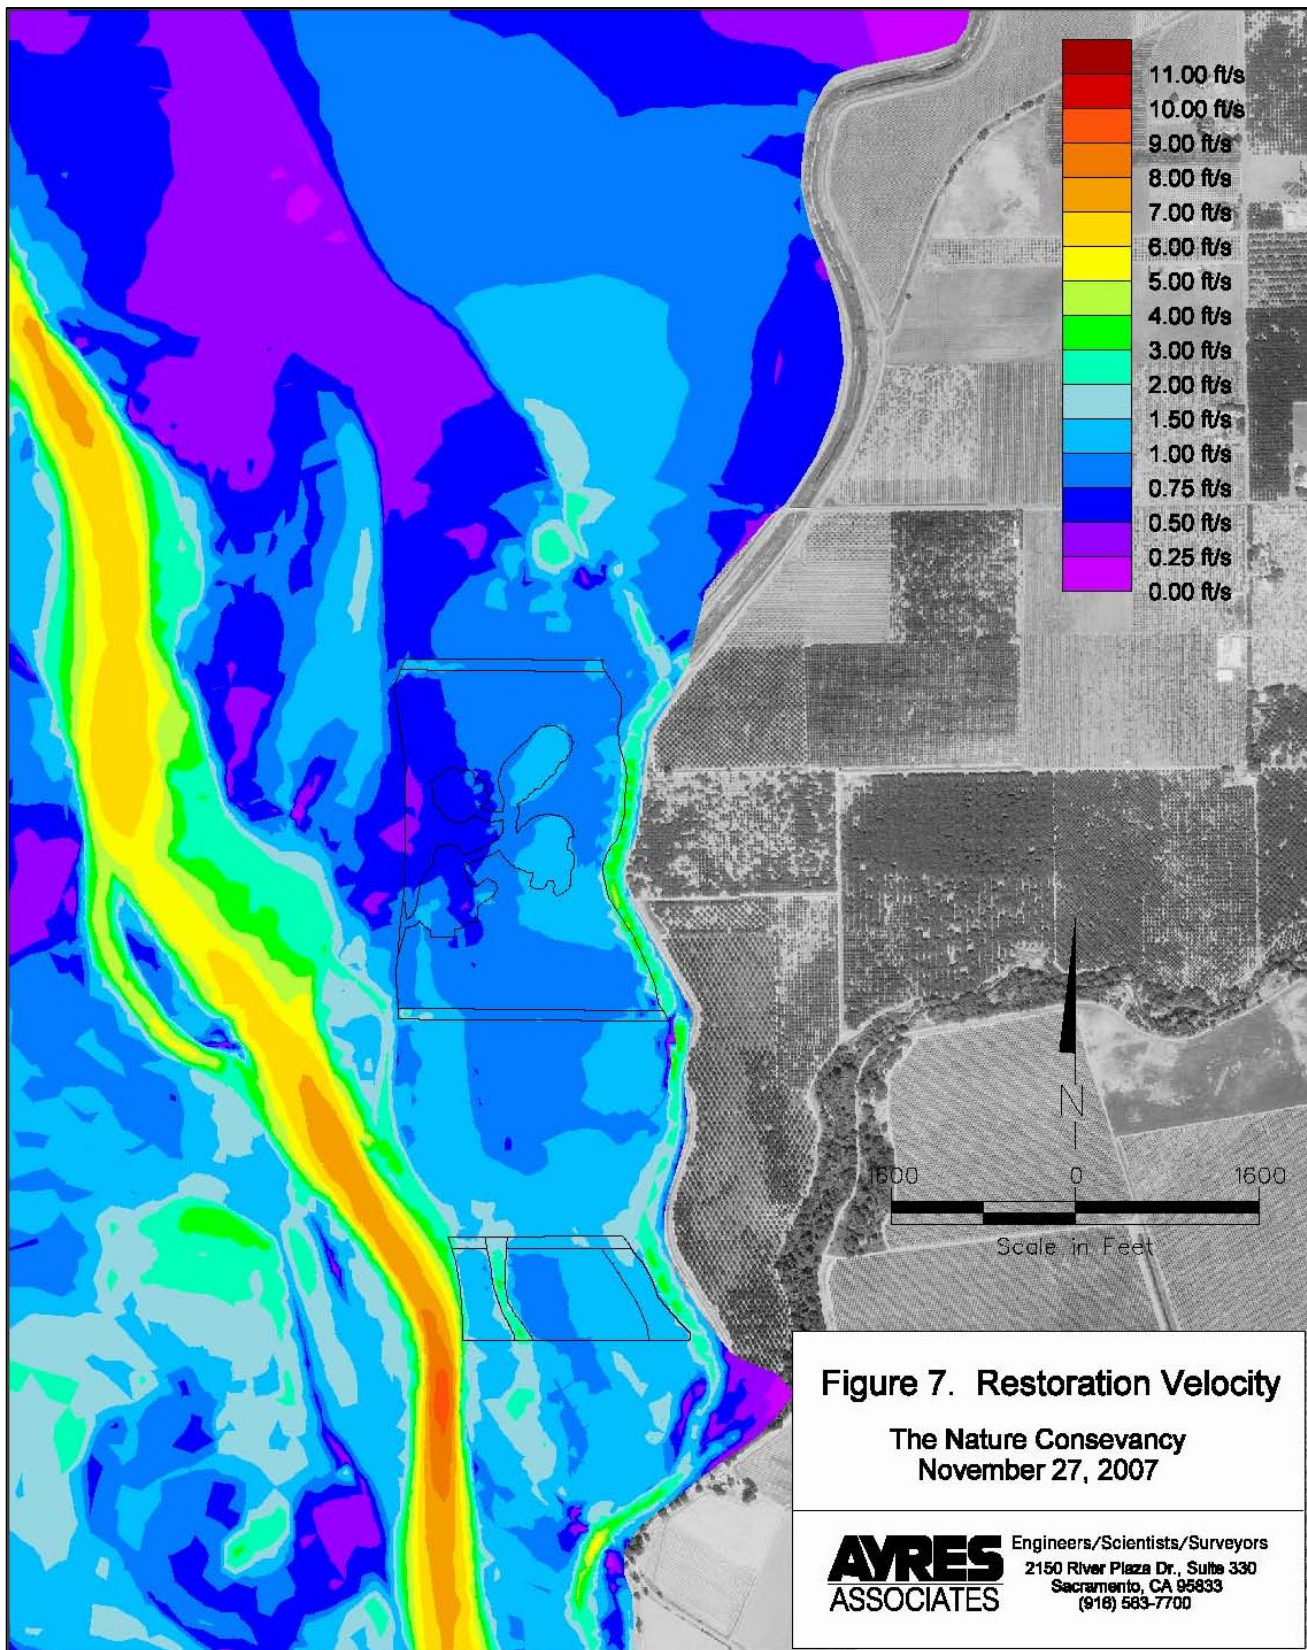 11.00 ft/s
10.00 ft/s
9.00 ft/s
8.00 ft/s
7.00 ft/s
6.00 ft/s
5.00 ft/s
4.00 ft/s
3.00 ft/s
2.00 ft/s
1.50 ft/s
1.00 ft/s
0.75 ft/s
0.50 ft/s
0.25 ft/s
0.00 ft/s
N
1600 0 1600
Scale in Feet
Figure 7. Restoration Velocity
The Nature Consevancy
November 27, 2007
AYRES
ASSOCIATES
Engineers/Scientists/Surveyors
2150 River Plaza Dr., Suite 330
Sacramento, CA 95833
(916) 563-7700